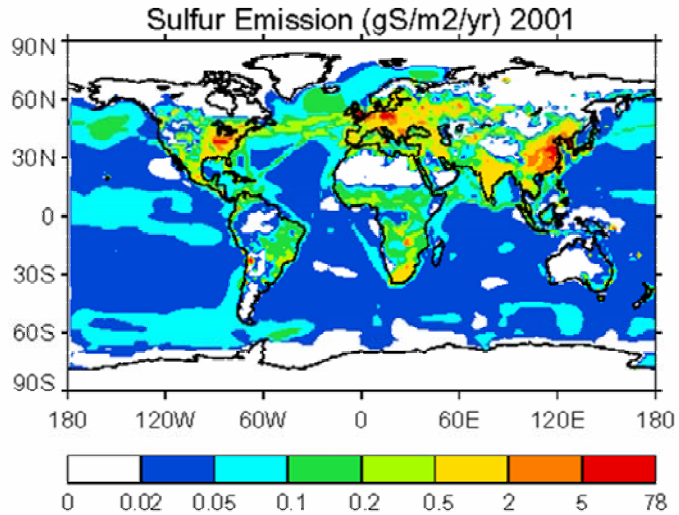 Sulfur Emission (gS/m2/yr) 2001
90N
60N
30N
0
30S
60S
90S
180 120W 60W 0 60E 120E 180
0 0.02 0.05 0.1 0.2 0.5 2 5 78